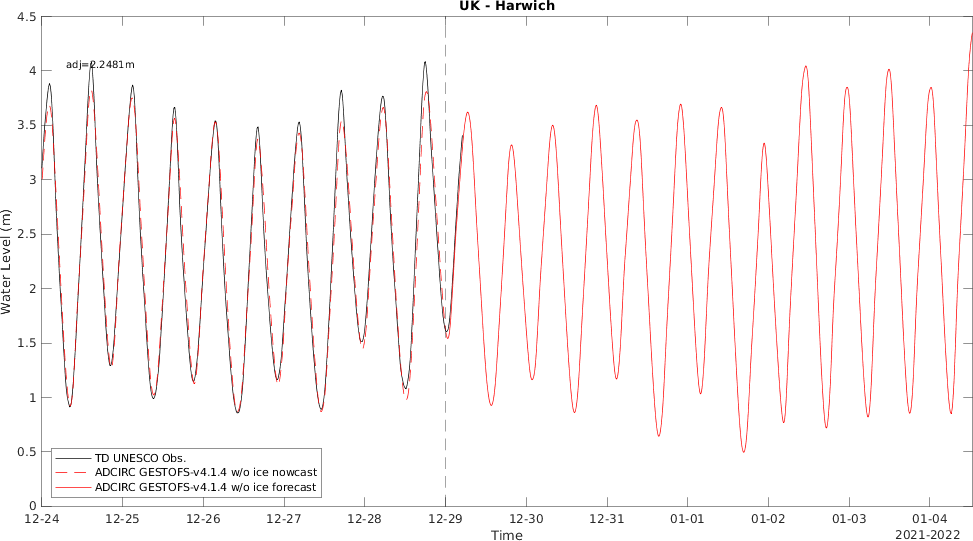 UK - Harwich
adj=2.2481m
Water Level (m)
4.5
4
3.5
3
2.5
2
1.5
1
0.5
0
TD UNESCO Obs.
ADCIRC GESTOFS-v4.1.4 w/o ice nowcast
ADCIRC GESTOFS-v4.1.4 w/o ice forecast
12-24 12-25 12-26 12-27 12-28 12-29 12-30 12-31 01-01 01-02 01-03 01-04
Time
2021-2022